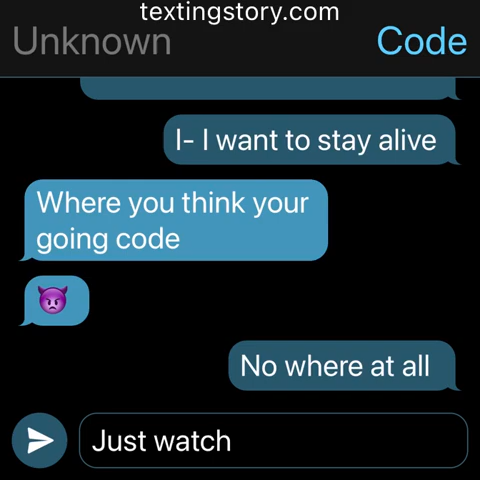 textingstory.com
Unknown
Code
I- I want to stay alive
Where you think your
going code
No where at all
Just watch